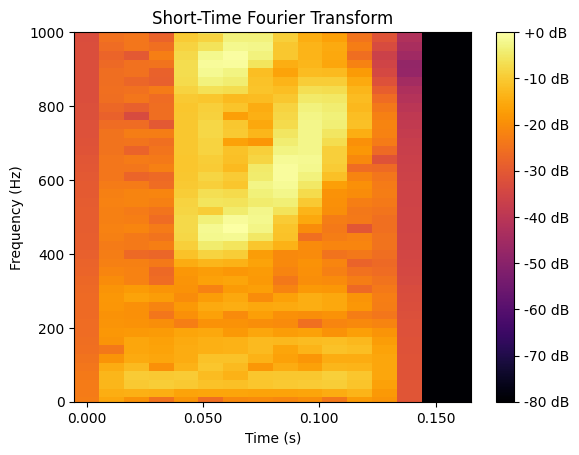 Short-Time Fourier Transform
1000
800
600
400
200
0
Frequency (Hz)
0.000
0.050
0.100
0.150
Time (s)
+0 dB
-10 dB
-20 dB
-30 dB
-40 dB
-50 dB
-60 dB
-70 dB
-80 dB